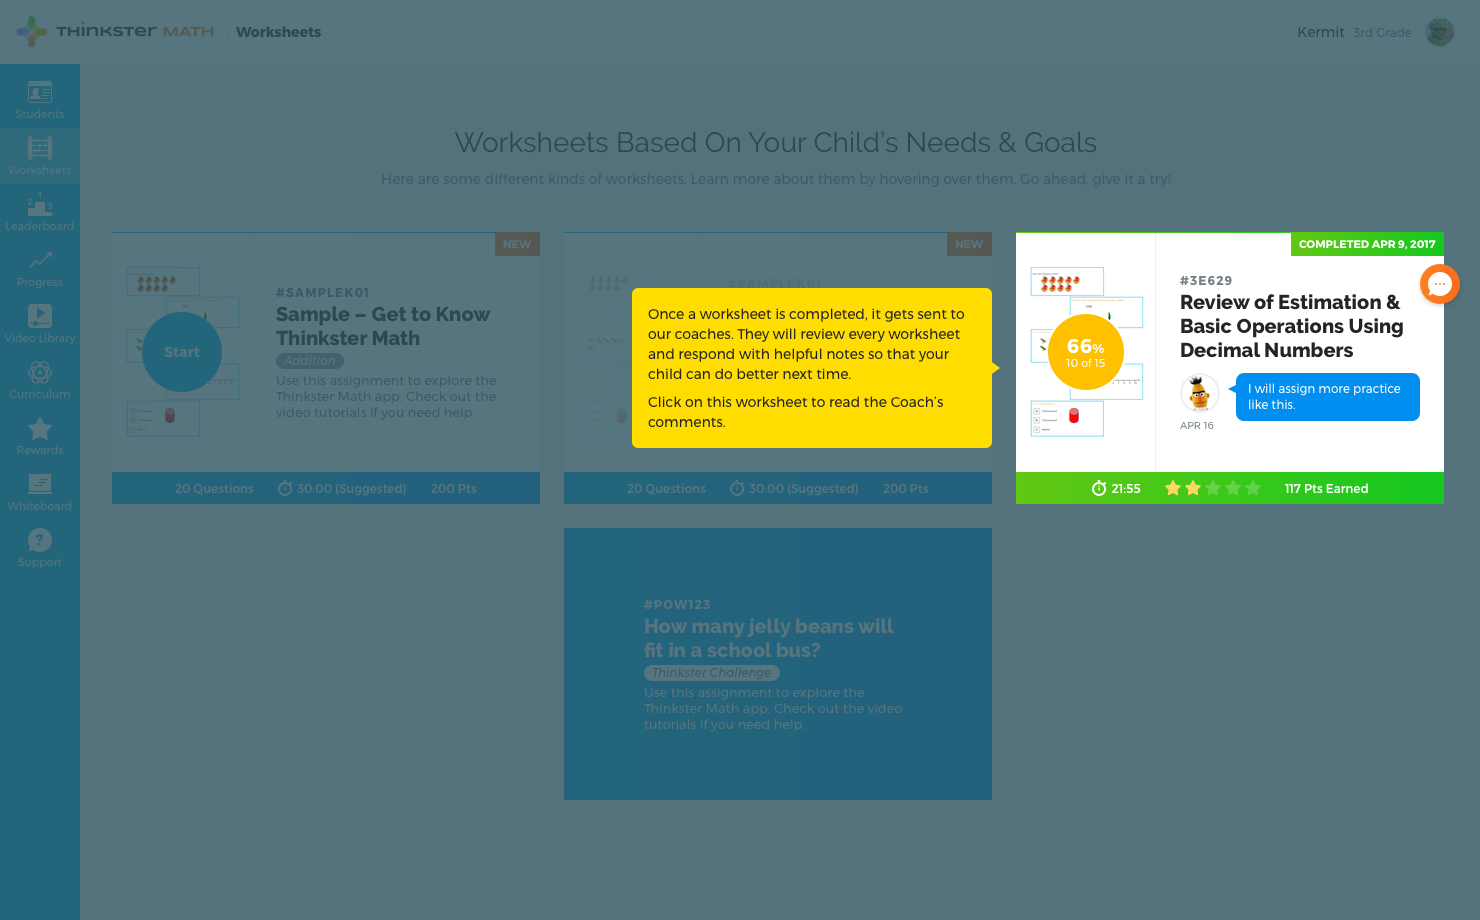 THINKSTER MATH : Worksheets
Kermit 3rd Grade
Students
Worksheets
2 1 3
Leaderboard
Progress
Video Library
Curriculum
Rewards
Whiteboard
Support
Worksheets Based On Your Child’s Needs & Goals
Here are some different kinds of worksheets. Learn more about them by hovering over them. Go ahead, give it a try!
NEW
Start
#SAMPLEK01
Sample – Get to Know
Thinkster Math
Addition
Use this assignment to explore the
Thinkster Math app. Check out the
video tutorials if you need help.
20 Questions 30:00 (Suggested) 200 Pts
NEW
#SAMPLEK01
Once a worksheet is completed, it gets sent to
our coaches. They will review every worksheet
and respond with helpful notes so that your
child can do better next time.
Click on this worksheet to read the Coach’s
comments.
20 Questions 30:00 (Suggested) 200 Pts
COMPLETED APR 9, 2017
66%
10 of 15
#3E629
Review of Estimation &
Basic Operations Using
Decimal Numbers
I will assign more practice
like this.
APR 16
21:55 117 Pts Earned
#POW123
How many jelly beans will
fit in a school bus?
Thinkster Challenge
Use this assignment to explore the
Thinkster Math app. Check out the video
tutorials if you need help.